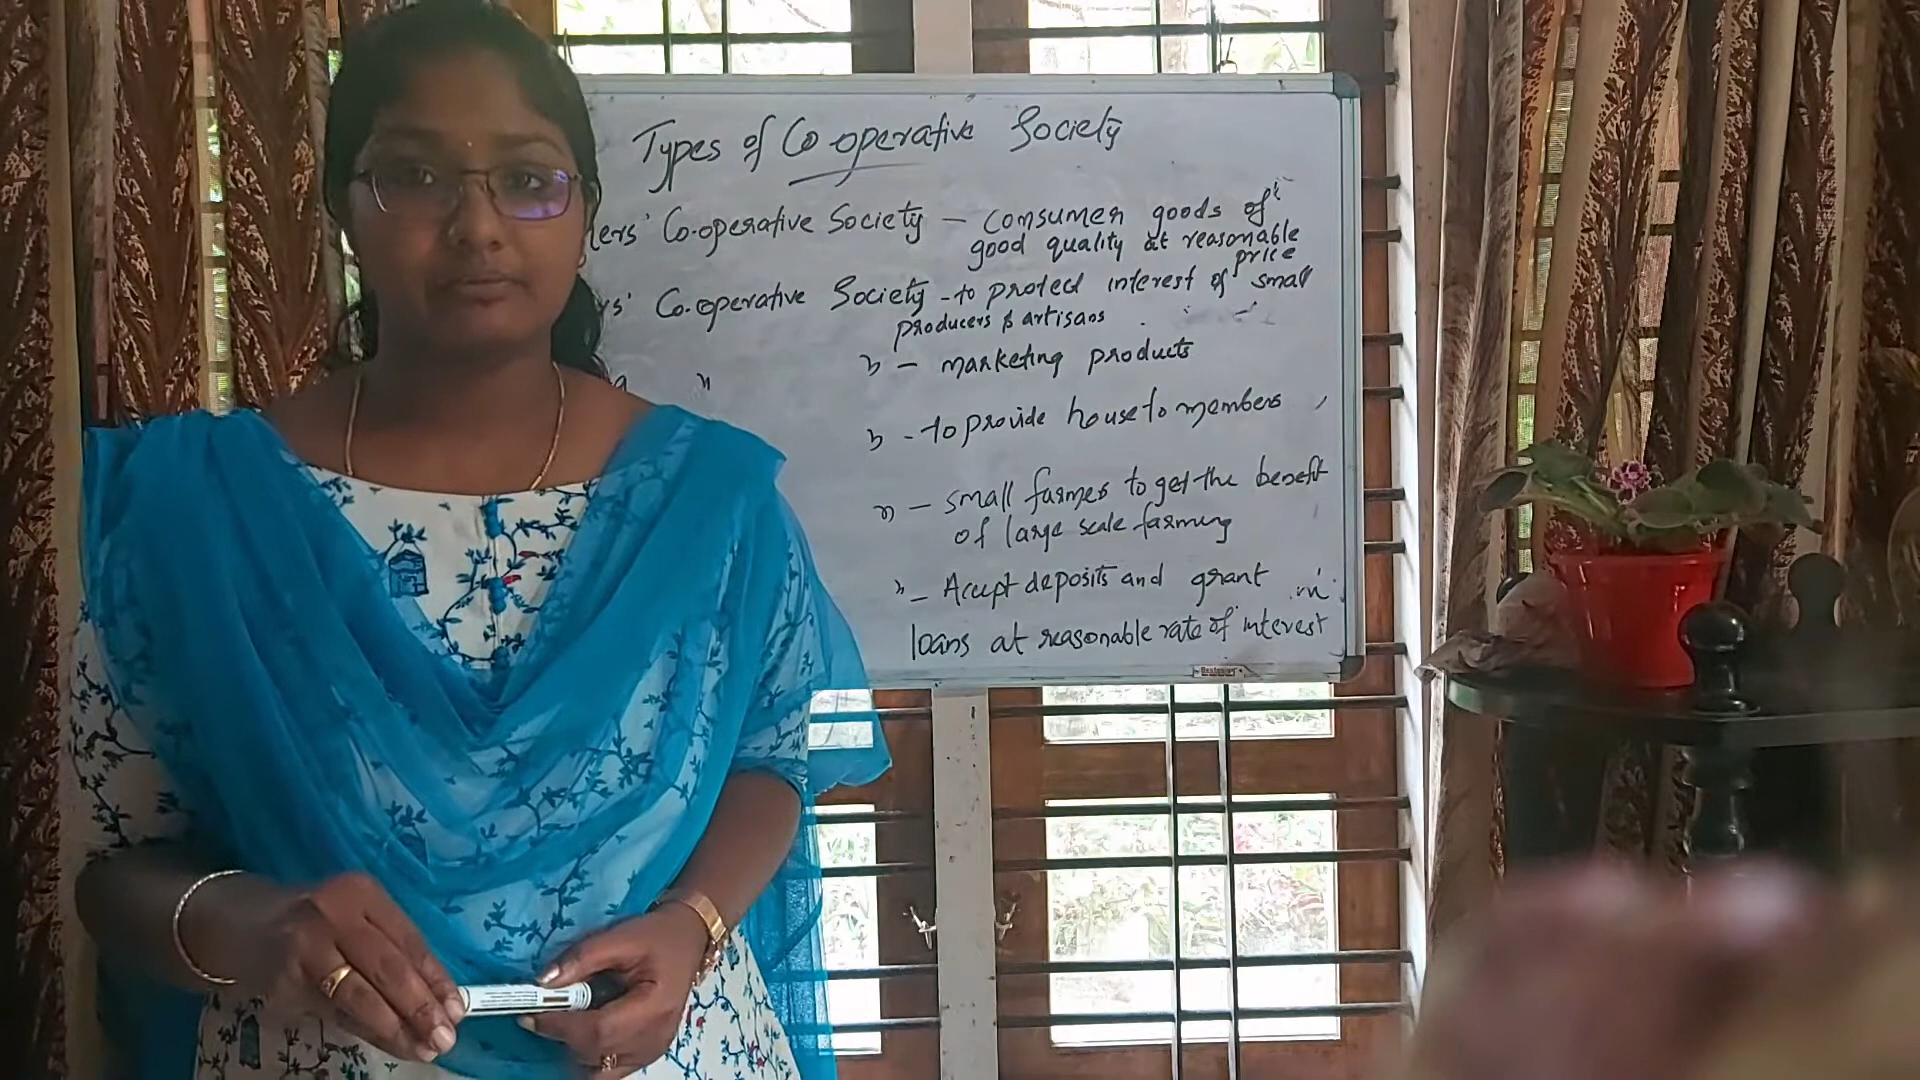 Types of Co operative Society
ers' Co-operative Society – Consumer goods of
good quality at reasonable
price
rs' Co-operative Society - to protect interest of small
producers & artisans
" – marketing products
" - to provide house to members
" – small farmers to get the benefit
of large scale farming
" – Accept deposits and grant
loans at reasonable rate of interest